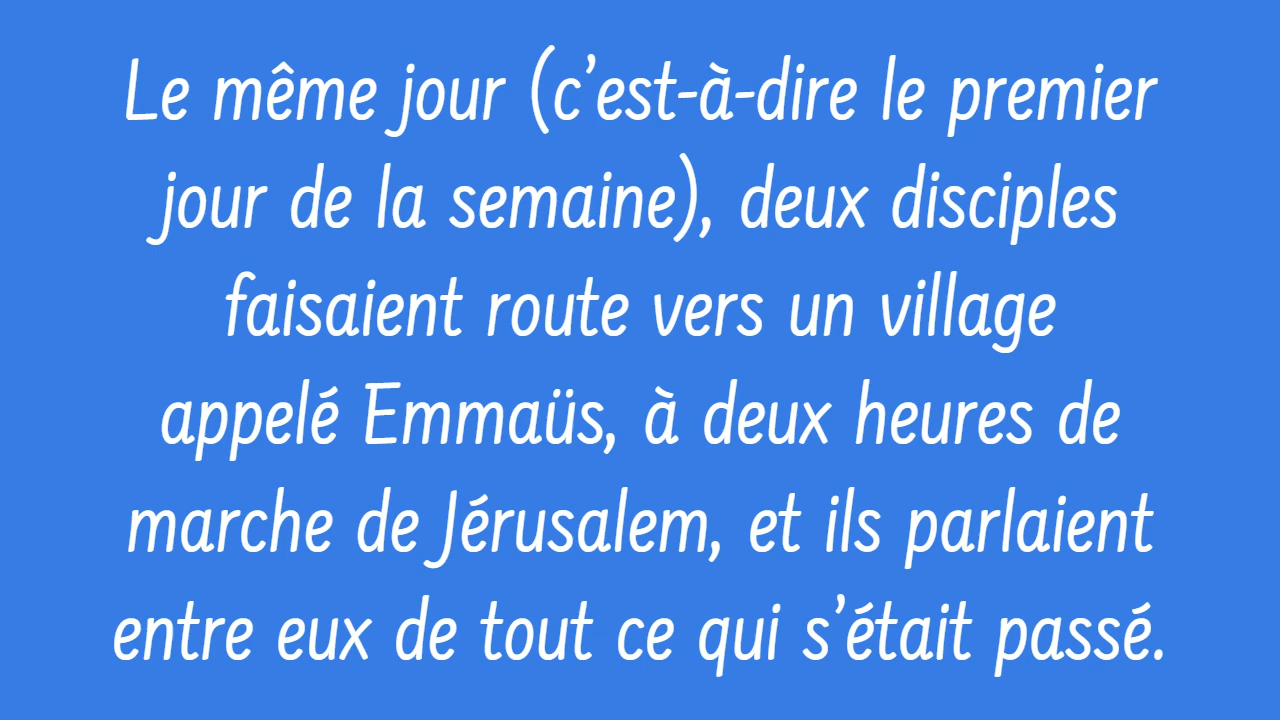 Le même jour (c’est-à-dire le premier
jour de la semaine), deux disciples
faisaient route vers un village
appelé Emmaüs, à deux heures de
marche de Jérusalem, et ils parlaient
entre eux de tout ce qui s’était passé.